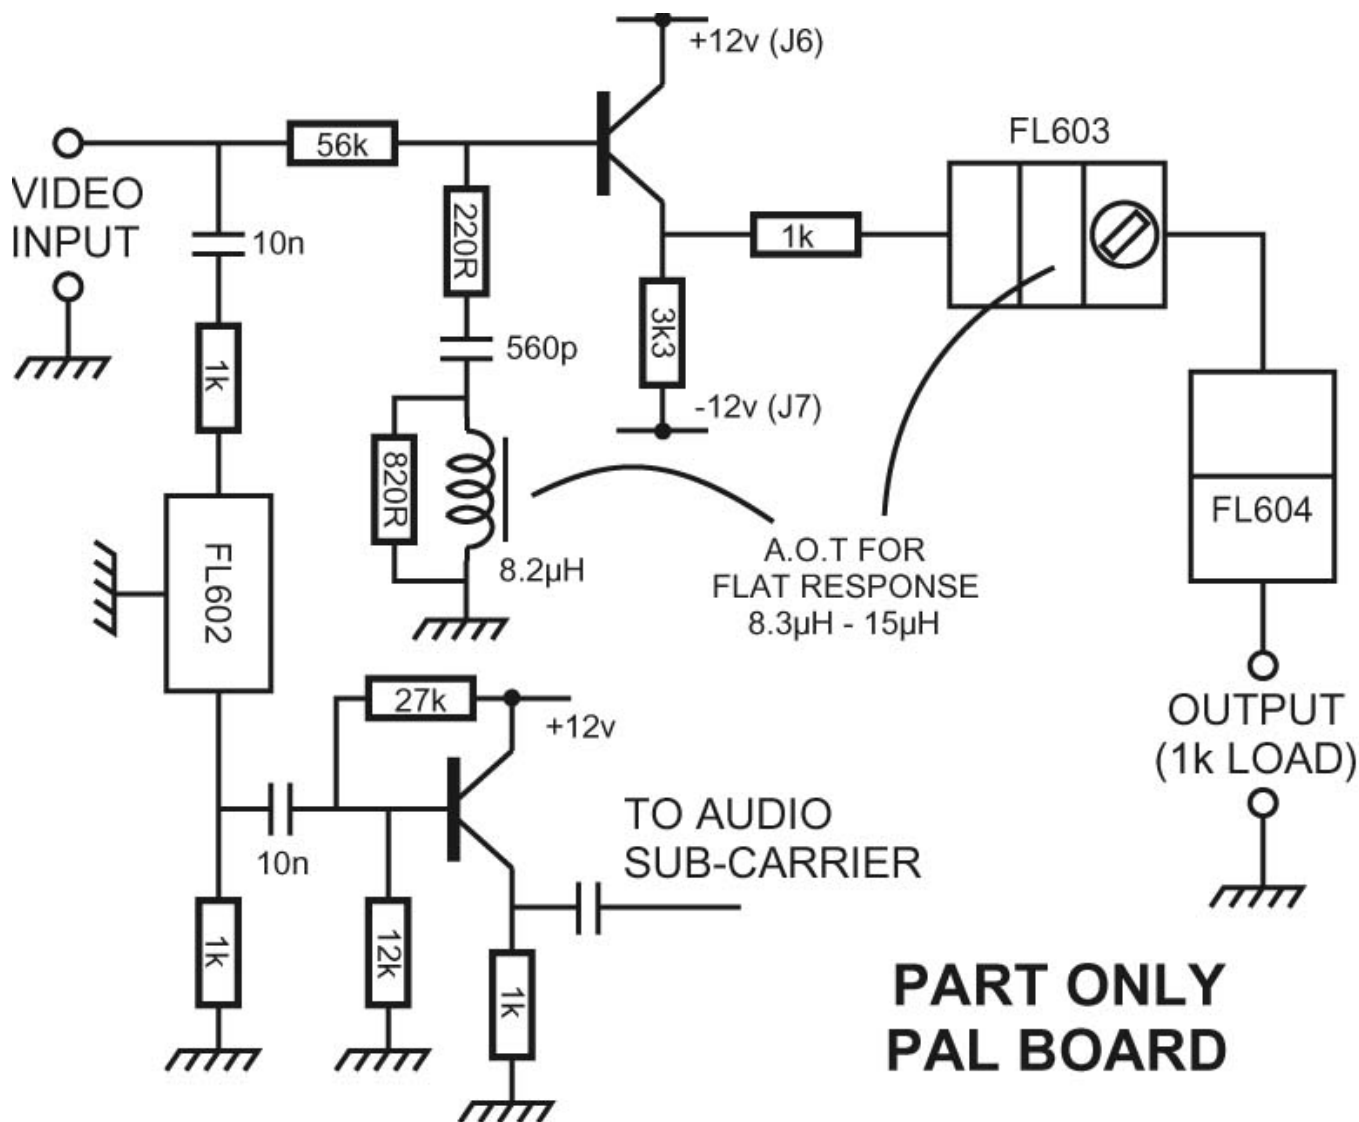 +12v (J6)
FL603
56k
VIDEO
INPUT
10n
220R
1k
3k3
560p
1k
-12v (J7)
820R
8.2µH
FL604
FL602
A.O.T FOR
FLAT RESPONSE
8.3µH - 15µH
27k
+12v
OUTPUT
(1k LOAD)
10n
TO AUDIO
SUB-CARRIER
1k
12k
1k
PART ONLY
PAL BOARD